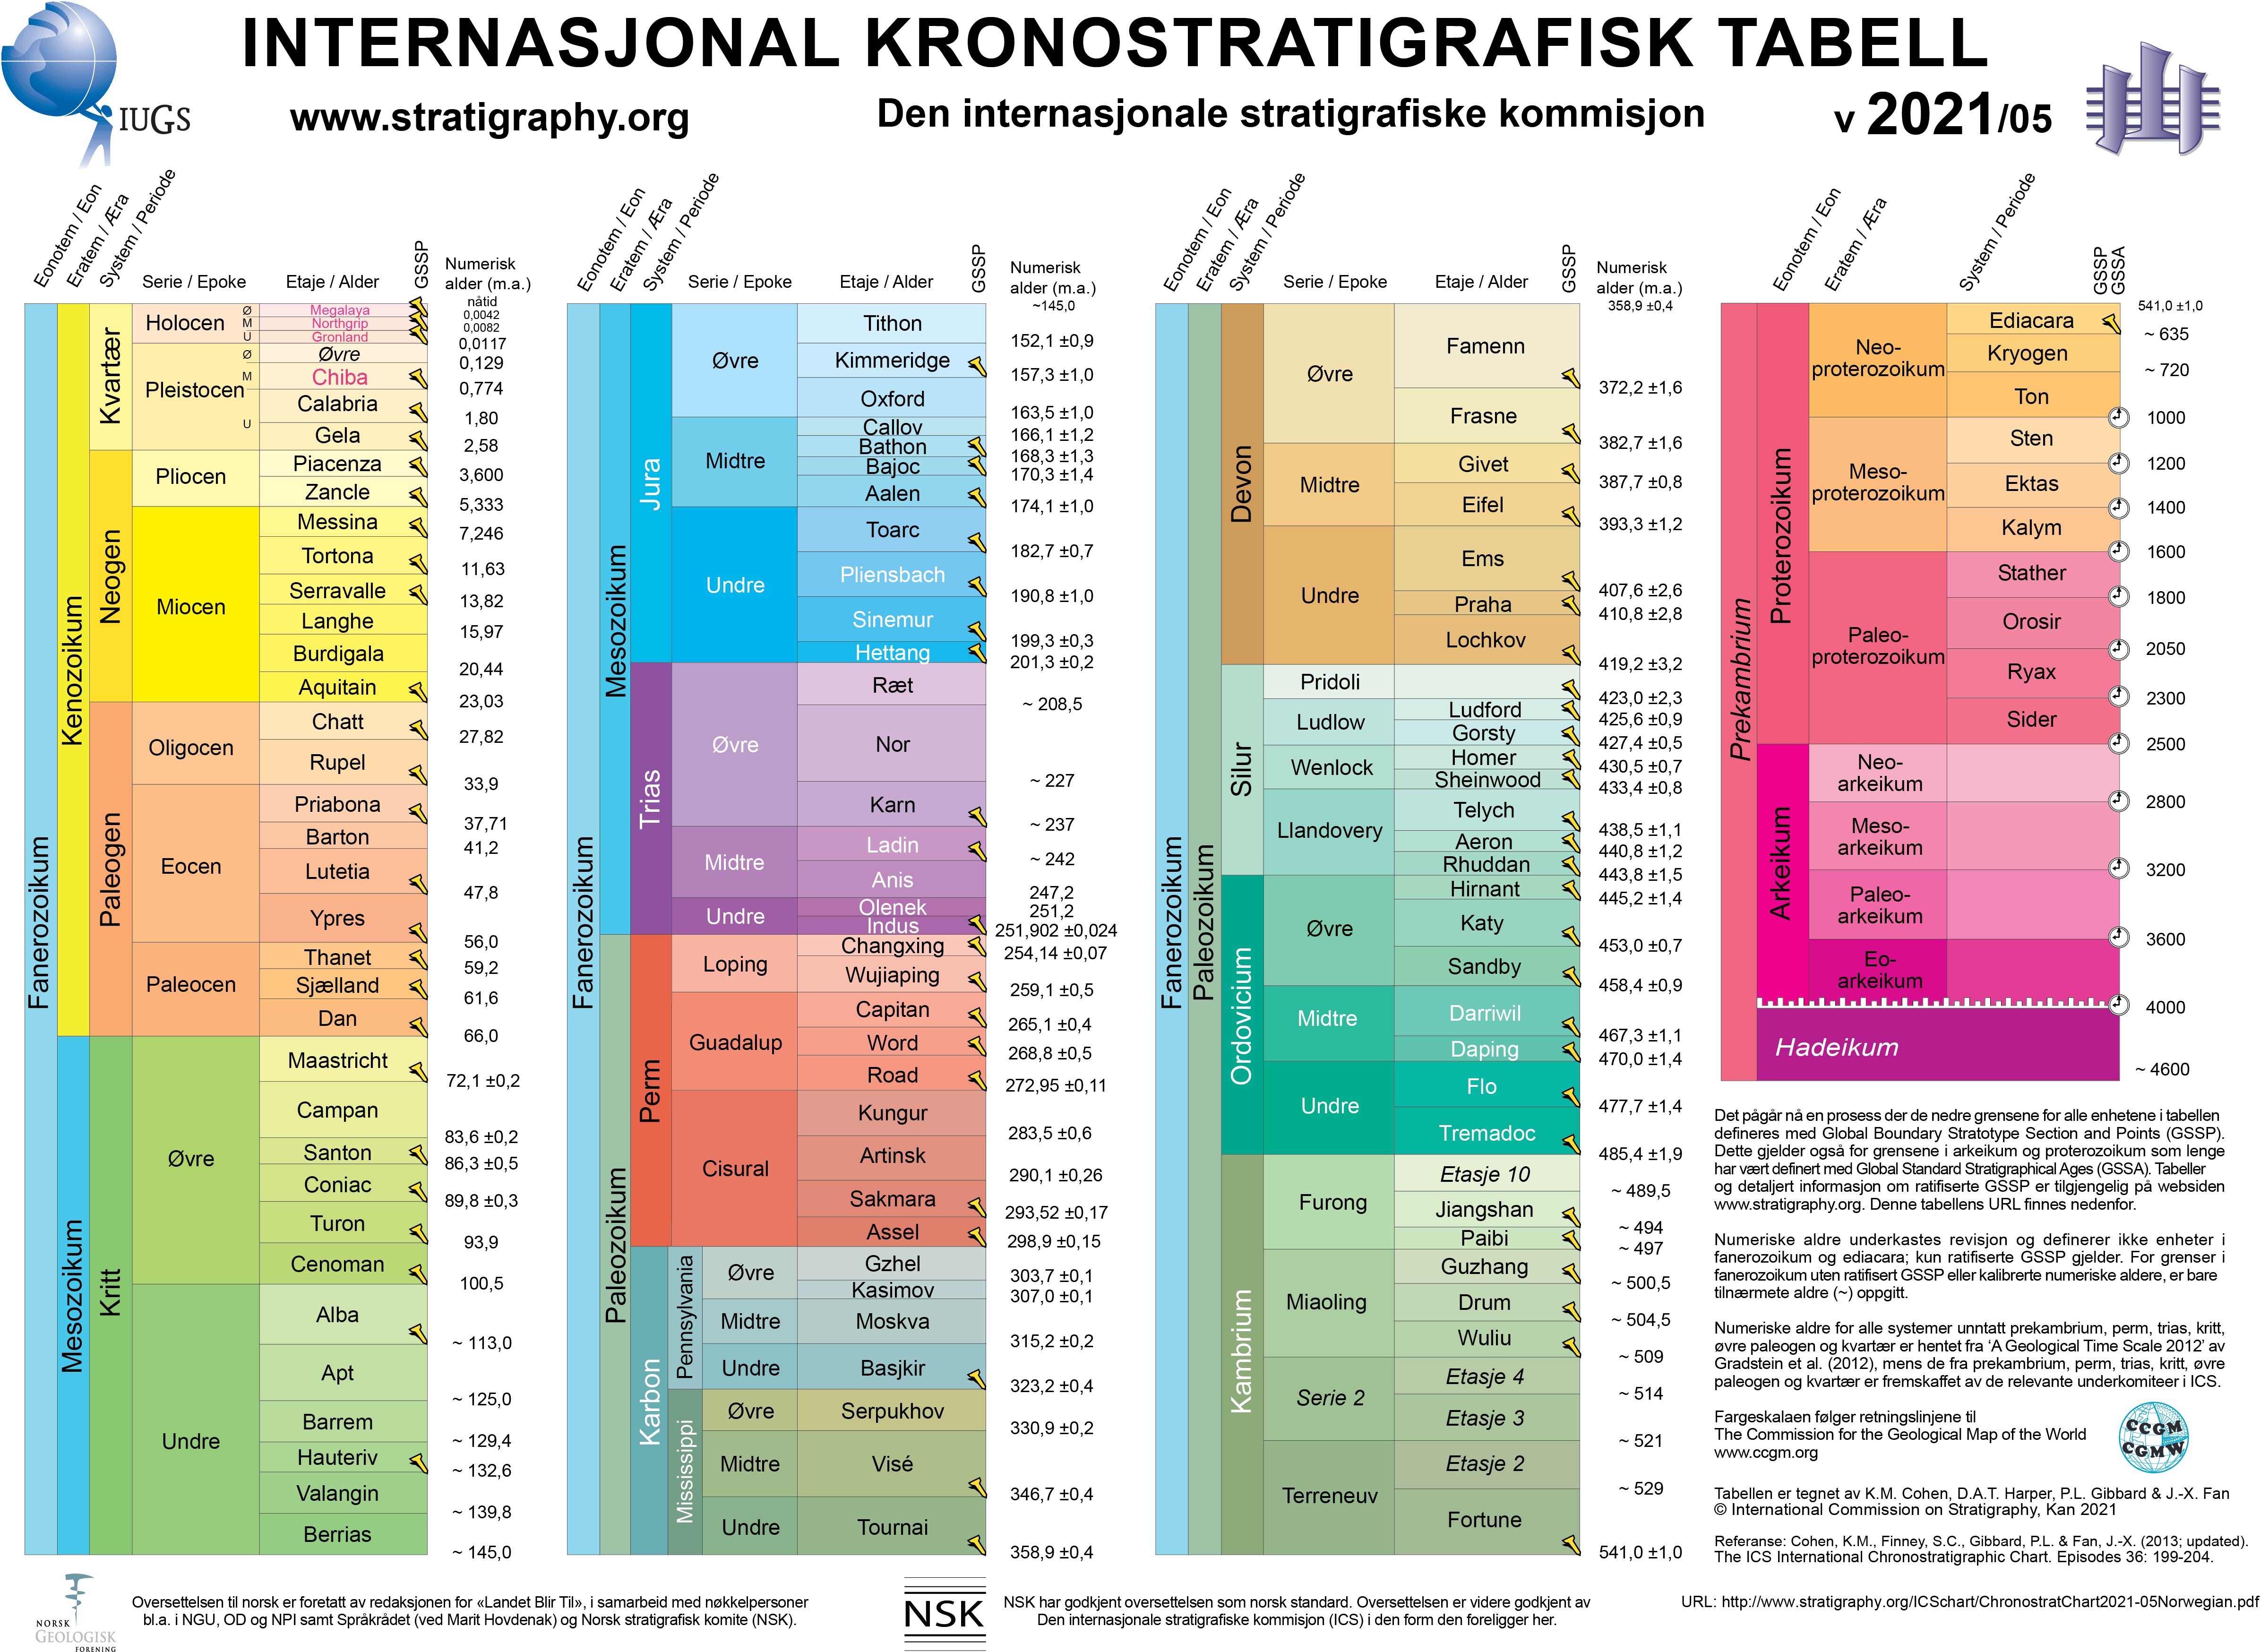 INTERNASJONAL KRONOSTRATIGRAFISK TABELL
IUGS
www.stratigraphy.org
Den internasjonale stratigrafiske kommisjon
v 2021/05
Eonotem / Eon
Eratem / Æra
System / Periode
Serie / Epoke
Etaje / Alder
GSSP
Numerisk
alder (m.a.)
Fanerozoikum
Kenozoikum
Mesozoikum
Kvartær
Neogen
Paleogen
Kritt
Holocen
Ø
M
U
Pleistocen
Ø
M
U
Pliocen
Miocen
Oligocen
Eocen
Paleocen
Øvre
Undre
nåtid
Megalaya
0,0042
Northgrip
0,0082
Gronland
0,0117
Øvre
0,129
Chiba
0,774
Calabria
1,80
Gela
2,58
Piacenza
3,600
Zancle
5,333
Messina
7,246
Tortona
11,63
Serravalle
13,82
Langhe
15,97
Burdigala
20,44
Aquitain
23,03
Chatt
27,82
Rupel
33,9
Priabona
37,71
Barton
41,2
Lutetia
47,8
Ypres
56,0
Thanet
59,2
Sjælland
61,6
Dan
66,0
Maastricht
72,1 ±0,2
Campan
83,6 ±0,2
Santon
86,3 ±0,5
Coniac
89,8 ±0,3
Turon
93,9
Cenoman
100,5
Alba
~ 113,0
Apt
~ 125,0
Barrem
~ 129,4
Hauteriv
~ 132,6
Valangin
~ 139,8
Berrias
~ 145,0
Eonotem / Eon
Eratem / Æra
System / Periode
Serie / Epoke
Etaje / Alder
GSSP
Numerisk
alder (m.a.)
Fanerozoikum
Mesozoikum
Paleozoikum
Jura
Trias
Perm
Karbon
Pennsylvania
Mississippi
Øvre
Midtre
Undre
Øvre
Midtre
Undre
Loping
Guadalup
Cisural
Øvre
Midtre
Undre
Øvre
Midtre
Undre
~145,0
Tithon
152,1 ±0,9
Kimmeridge
157,3 ±1,0
Oxford
163,5 ±1,0
Callov
166,1 ±1,2
Bathon
168,3 ±1,3
Bajoc
170,3 ±1,4
Aalen
174,1 ±1,0
Toarc
182,7 ±0,7
Pliensbach
190,8 ±1,0
Sinemur
199,3 ±0,3
Hettang
201,3 ±0,2
Ræt
~ 208,5
Nor
~ 227
Karn
~ 237
Ladin
~ 242
Anis
247,2
Olenek
251,2
Indus
251,902 ±0,024
Changxing
254,14 ±0,07
Wujiaping
259,1 ±0,5
Capitan
265,1 ±0,4
Word
268,8 ±0,5
Road
272,95 ±0,11
Kungur
283,5 ±0,6
Artinsk
290,1 ±0,26
Sakmara
293,52 ±0,17
Assel
298,9 ±0,15
Gzhel
303,7 ±0,1
Kasimov
307,0 ±0,1
Moskva
315,2 ±0,2
Basjkir
323,2 ±0,4
Serpukhov
330,9 ±0,2
Visé
346,7 ±0,4
Tournai
358,9 ±0,4
Eonotem / Eon
Eratem / Æra
System / Periode
Serie / Epoke
Etaje / Alder
GSSP
Numerisk
alder (m.a.)
Fanerozoikum
Paleozoikum
Devon
Silur
Ordovicium
Kambrium
Øvre
Midtre
Undre
Pridoli
Ludlow
Wenlock
Llandovery
Øvre
Midtre
Undre
Furong
Miaoling
Serie 2
Terreneuv
358,9 ±0,4
Famenn
372,2 ±1,6
Frasne
382,7 ±1,6
Givet
387,7 ±0,8
Eifel
393,3 ±1,2
Ems
407,6 ±2,6
Praha
410,8 ±2,8
Lochkov
419,2 ±3,2
423,0 ±2,3
Ludford
425,6 ±0,9
Gorsty
427,4 ±0,5
Homer
430,5 ±0,7
Sheinwood
433,4 ±0,8
Telych
438,5 ±1,1
Aeron
440,8 ±1,2
Rhuddan
443,8 ±1,5
Hirnant
445,2 ±1,4
Katy
453,0 ±0,7
Sandby
458,4 ±0,9
Darriwil
467,3 ±1,1
Daping
470,0 ±1,4
Flo
477,7 ±1,4
Tremadoc
485,4 ±1,9
Etasje 10
~ 489,5
Jiangshan
~ 494
Paibi
~ 497
Guzhang
~ 500,5
Drum
~ 504,5
Wuliu
~ 509
Etasje 4
~ 514
Etasje 3
~ 521
Etasje 2
~ 529
Fortune
541,0 ±1,0
Eonotem / Eon
Eratem / Æra
System / Periode
GSSP
GSSA
Prekambrium
Proterozoikum
Arkeikum
Neo-
proterozoikum
Meso-
proterozoikum
Paleo-
proterozoikum
Neo-
arkeikum
Meso-
arkeikum
Paleo-
arkeikum
Eo-
arkeikum
Hadeikum
541,0 ±1,0
Ediacara
~ 635
Kryogen
~ 720
Ton
1000
Sten
1200
Ektas
1400
Kalym
1600
Stather
1800
Orosir
2050
Ryax
2300
Sider
2500
2800
3200
3600
4000
~ 4600
Det pågår nå en prosess der de nedre grensene for alle enhetene i tabellen
defineres med Global Boundary Stratotype Section and Points (GSSP).
Dette gjelder også for grensene i arkeikum og proterozoikum som lenge
har vært definert med Global Standard Stratigraphical Ages (GSSA). Tabeller
og detaljert informasjon om ratifiserte GSSP er tilgjengelig på websiden
www.stratigraphy.org. Denne tabellens URL finnes nedenfor.
Numeriske aldre underkastes revisjon og definerer ikke enheter i
fanerozoikum og ediacara; kun ratifiserte GSSP gjelder. For grenser i
fanerozoikum uten ratifisert GSSP eller kalibrerte numeriske aldere, er bare
tilnærmete aldre (~) oppgitt.
Numeriske aldre for alle systemer unntatt prekambrium, perm, trias, kritt,
øvre paleogen og kvartær er hentet fra ‘A Geological Time Scale 2012’ av
Gradstein et al. (2012), mens de fra prekambrium, perm, trias, kritt, øvre
paleogen og kvartær er fremskaffet av de relevante underkomiteer i ICS.
Fargeskalaen følger retningslinjene til
The Commission for the Geological Map of the World
www.ccgm.org
CCGM
CGMW
Tabellen er tegnet av K.M. Cohen, D.A.T. Harper, P.L. Gibbard & J.-X. Fan
© International Commission on Stratigraphy, Kan 2021
Referanse: Cohen, K.M., Finney, S.C., Gibbard, P.L. & Fan, J.-X. (2013; updated).
The ICS International Chronostratigraphic Chart. Episodes 36: 199-204.
NORSK
GEOLOGISK
FORENING
Oversettelsen til norsk er foretatt av redaksjonen for «Landet Blir Til», i samarbeid med nøkkelpersoner
bl.a. i NGU, OD og NPI samt Språkrådet (ved Marit Hovdenak) og Norsk stratigrafisk komite (NSK).
NSK
NSK har godkjent oversettelsen som norsk standard. Oversettelsen er videre godkjent av
Den internasjonale stratigrafiske kommisjon (ICS) i den form den foreligger her.
URL: http://www.stratigraphy.org/ICSchart/ChronostratChart2021-05Norwegian.pdf